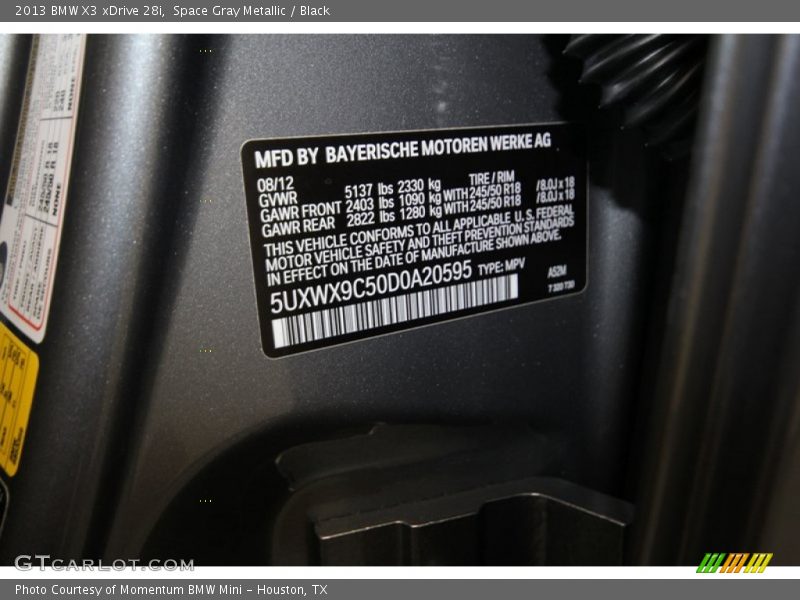 2013 BMW X3 xDrive 28i, Space Gray Metallic / Black
MFD BY BAYERISCHE MOTOREN WERKE AG
08/12 TIRE / RIM
GVWR 5137 lbs 2330 kg
GAWR FRONT 2403 lbs 1090 kg WITH 245/50 R18 /8.0J x 18
GAWR REAR 2822 lbs 1280 kg WITH 245/50 R18 /8.0J x 18
THIS VEHICLE CONFORMS TO ALL APPLICABLE U.S. FEDERAL
MOTOR VEHICLE SAFETY AND THEFT PREVENTION STANDARDS
IN EFFECT ON THE DATE OF MANUFACTURE SHOWN ABOVE.
5UXWX9C50D0A20595 TYPE: MPV A52M
NONE
NONE
GTCARLOT.COM
Photo Courtesy of Momentum BMW Mini - Houston, TX